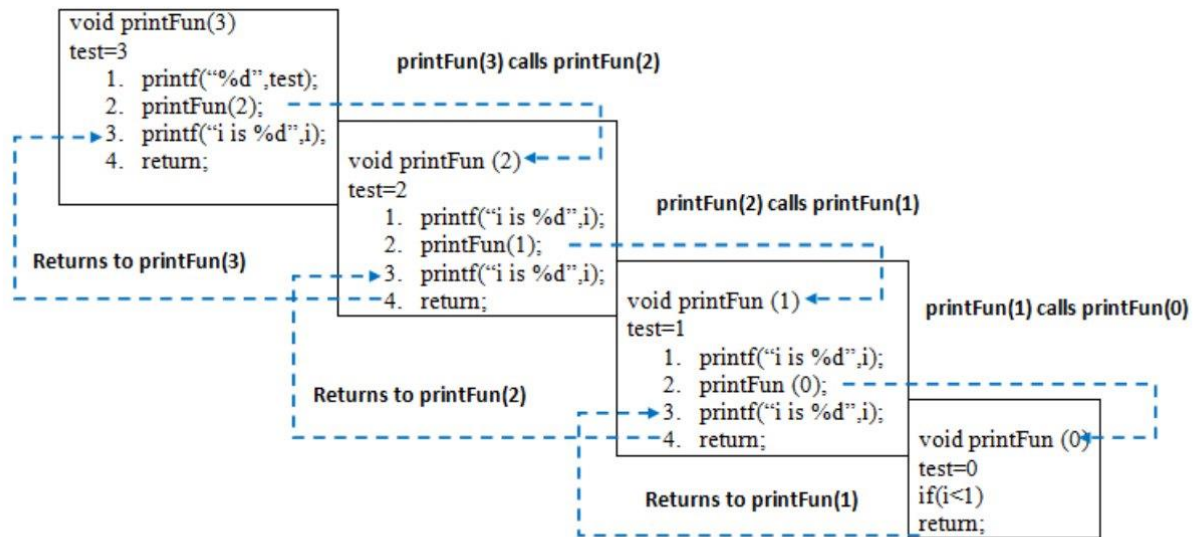 void printFun(3)
test=3
1. printf(“%d”,test);
2. printFun(2);
3. printf(“i is %d”,i);
4. return;
printFun(3) calls printFun(2)
void printFun (2)
test=2
1. printf(“i is %d”,i);
2. printFun(1);
3. printf(“i is %d”,i);
4. return;
Returns to printFun(3)
printFun(2) calls printFun(1)
void printFun (1)
test=1
1. printf(“i is %d”,i);
2. printFun (0);
3. printf(“i is %d”,i);
4. return;
Returns to printFun(2)
printFun(1) calls printFun(0)
void printFun (0)
test=0
if(i<1)
return;
Returns to printFun(1)